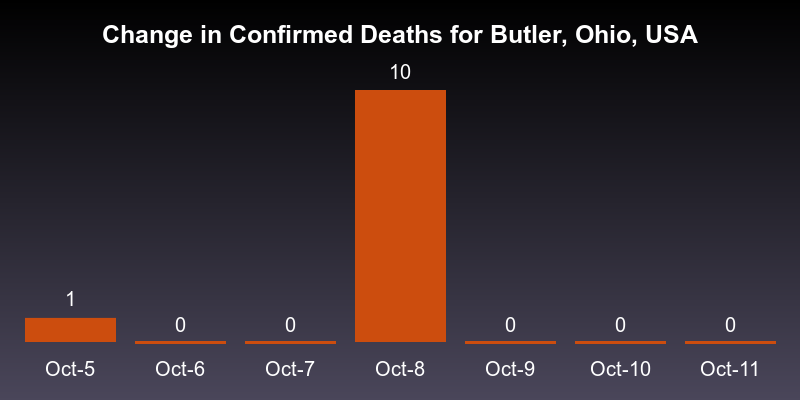 Change in Confirmed Deaths for Butler, Ohio, USA
10
1
0
0
0
0
0
Oct-5
Oct-6
Oct-7
Oct-8
Oct-9
Oct-10
Oct-11